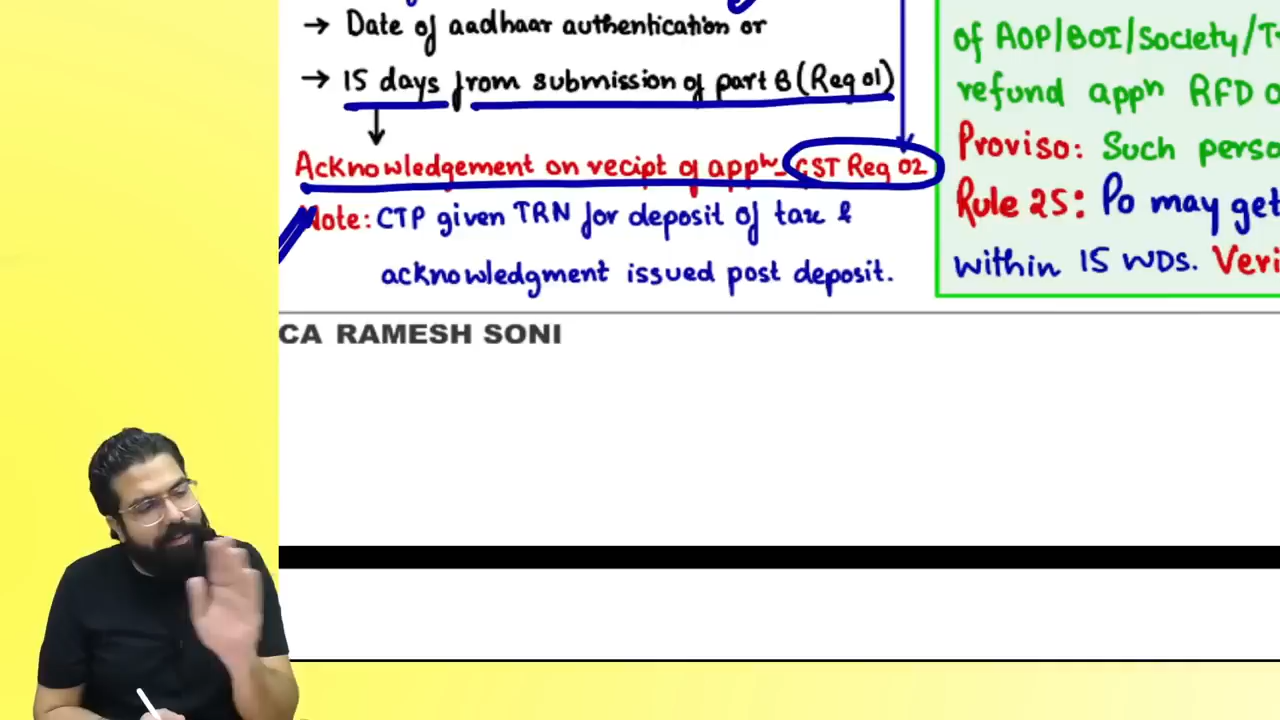 → Date of aadhaar authentication or
→ 15 days from submission of part B (Reg 01)
Acknowledgement on recipt of appⁿ - GST Reg 02
Note: CTP given TRN for deposit of tax &
acknowledgment issued post deposit.
of AOP/BOI/Society/T
refund appⁿ RFD 0
Proviso: Such perso
Rule 25: Po may get
within 15 WDs. Veri
CA RAMESH SONI